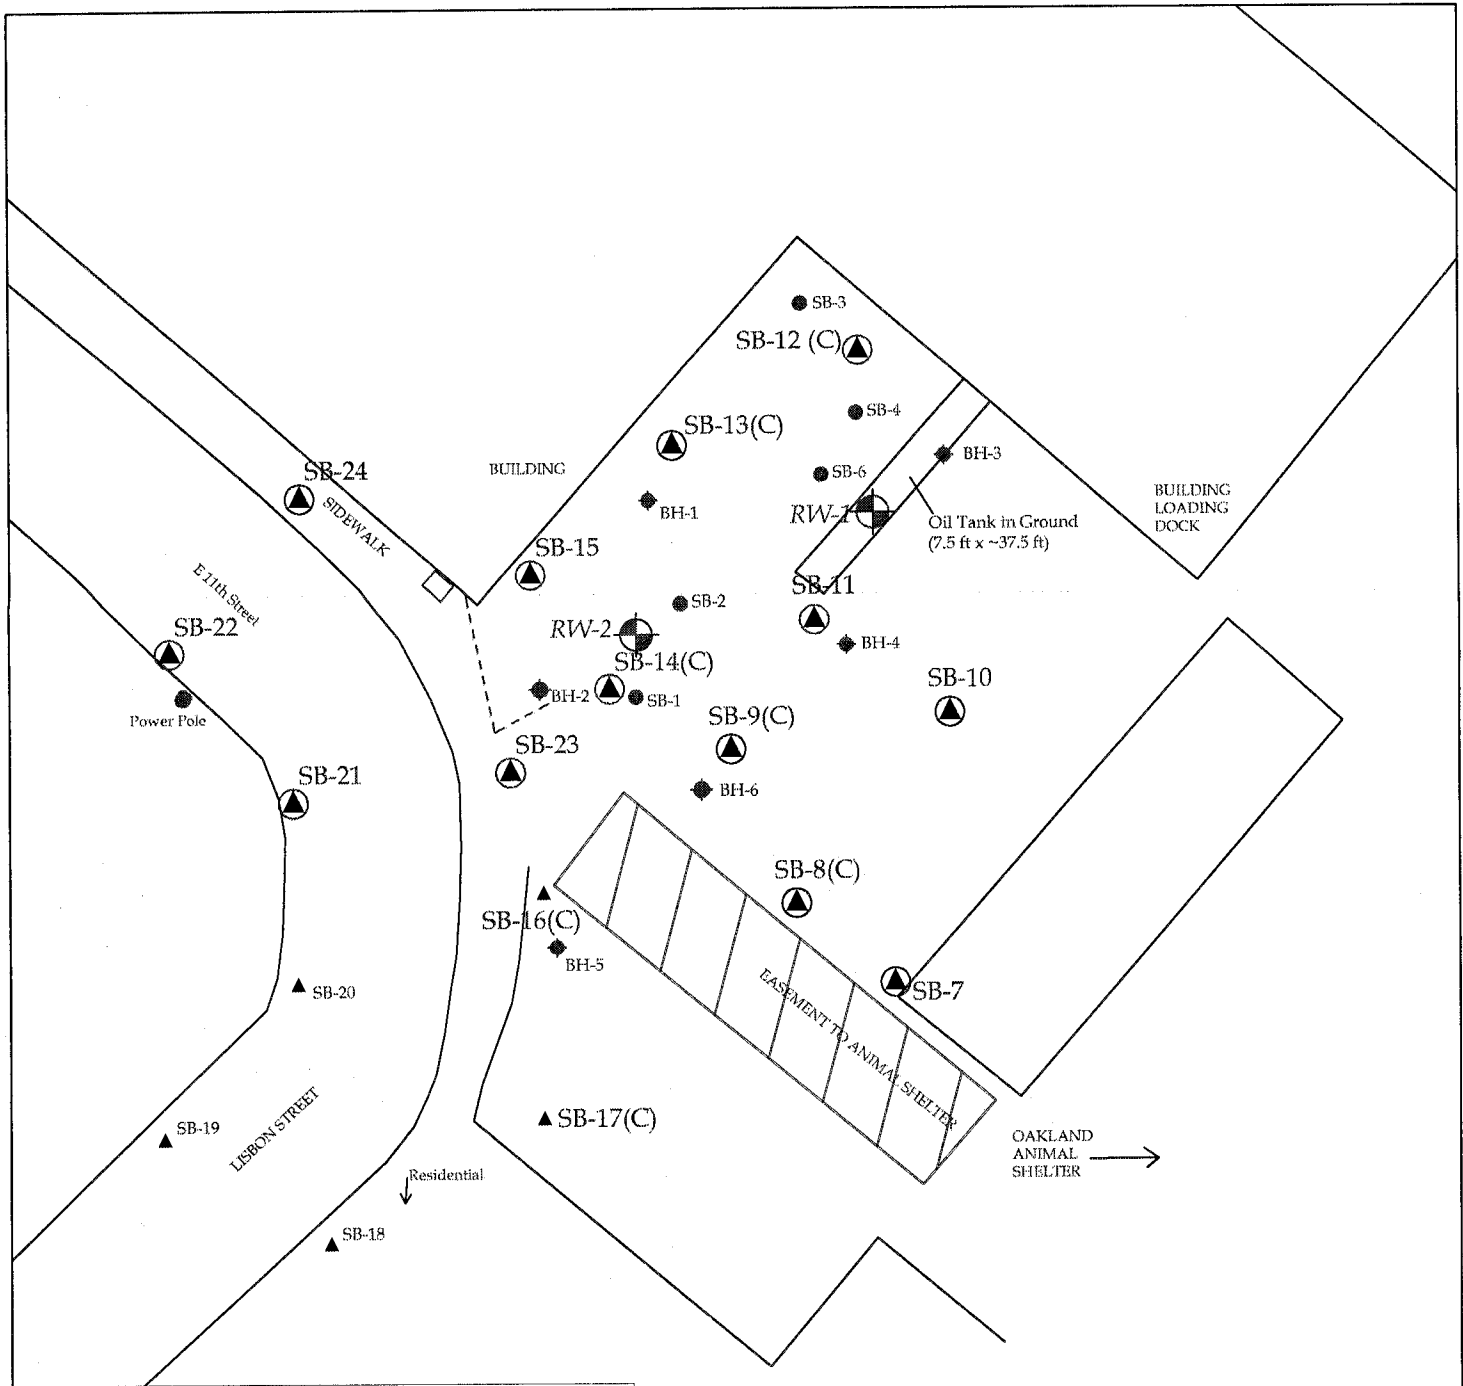 SB-3
SB-12 (C)
SB-4
SB-13(C)
BH-3
SB-6
BUILDING
SB-24
BUILDING
LOADING
DOCK
BH-1
RW-1
SIDEWALK
Oil Tank in Ground
(7.5 ft x ~37.5 ft)
SB-15
SB-11
E 11th Street
SB-2
SB-22
RW-2
BH-4
SB-14(C)
BH-2
SB-1
SB-10
Power Pole
SB-9(C)
SB-23
SB-21
BH-6
SB-8(C)
SB-16(C)
BH-5
SB-20
SB-7
EASEMENT TO ANIMAL SHELTER
SB-17(C)
SB-19
LISBON STREET
OAKLAND
ANIMAL
SHELTER
Residential
SB-18